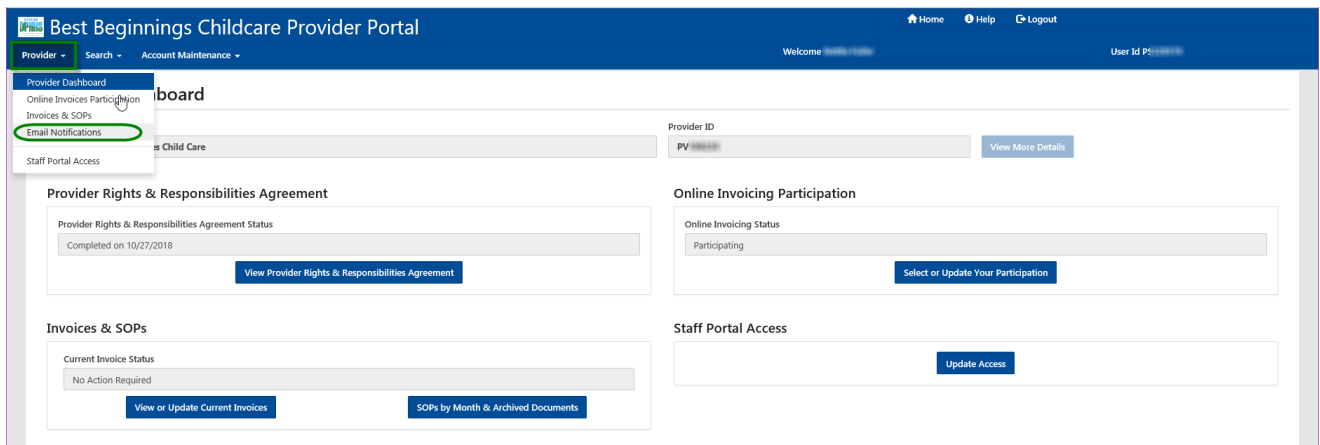 DPHHS Best Beginnings Childcare Provider Portal
Home Help Logout
Provider Search Account Maintenance
Welcome
User Id PS
Provider Dashboard
Online Invoices Participation
Invoices & SOPs
Email Notifications
Staff Portal Access
board
Child Care
Provider ID
PV
View More Details
Provider Rights & Responsibilities Agreement
Provider Rights & Responsibilities Agreement Status
Completed on 10/27/2018
View Provider Rights & Responsibilities Agreement
Online Invoicing Participation
Online Invoicing Status
Participating
Select or Update Your Participation
Invoices & SOPs
Current Invoice Status
No Action Required
View or Update Current Invoices
SOPs by Month & Archived Documents
Staff Portal Access
Update Access